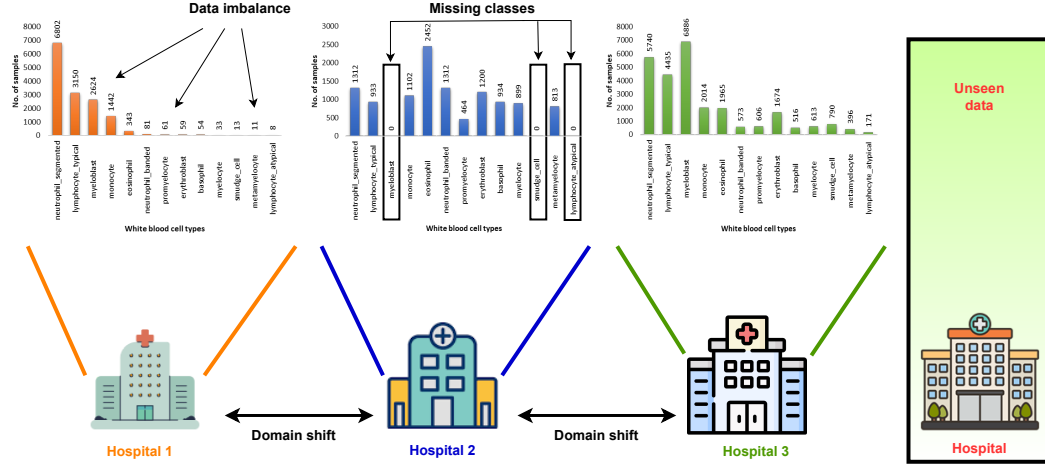 Data imbalance
Missing classes
No. of samples
8000
7000
6000
5000
4000
3000
2000
1000
0
6802
3150
2624
1442
343
81
61
59
54
33
13
11
8
neutrophil_segmented
lymphocyte_typical
myeloblast
monocyte
eosinophil
neutrophil_banded
promyelocyte
erythroblast
basophil
myelocyte
smudge_cell
metamyelocyte
lymphocyte_atypical
White blood cell types
No. of samples
3000
2500
2000
1500
1000
500
0
1312
933
0
1102
2452
1312
464
1200
934
899
0
813
0
neutrophil_segmented
lymphocyte_typical
myeloblast
monocyte
eosinophil
neutrophil_banded
promyelocyte
erythroblast
basophil
myelocyte
smudge_cell
metamyelocyte
lymphocyte_atypical
White blood cell types
No. of samples
8000
7000
6000
5000
4000
3000
2000
1000
0
5740
4435
6886
2014
1965
573
606
1674
516
613
790
396
171
neutrophil_segmented
lymphocyte_typical
myeloblast
monocyte
eosinophil
neutrophil_banded
promyelocyte
erythroblast
basophil
myelocyte
smudge_cell
metamyelocyte
lymphocyte_atypical
White blood cell types
Unseen
data
Domain shift
Domain shift
Hospital 1
Hospital 2
Hospital 3
Hospital